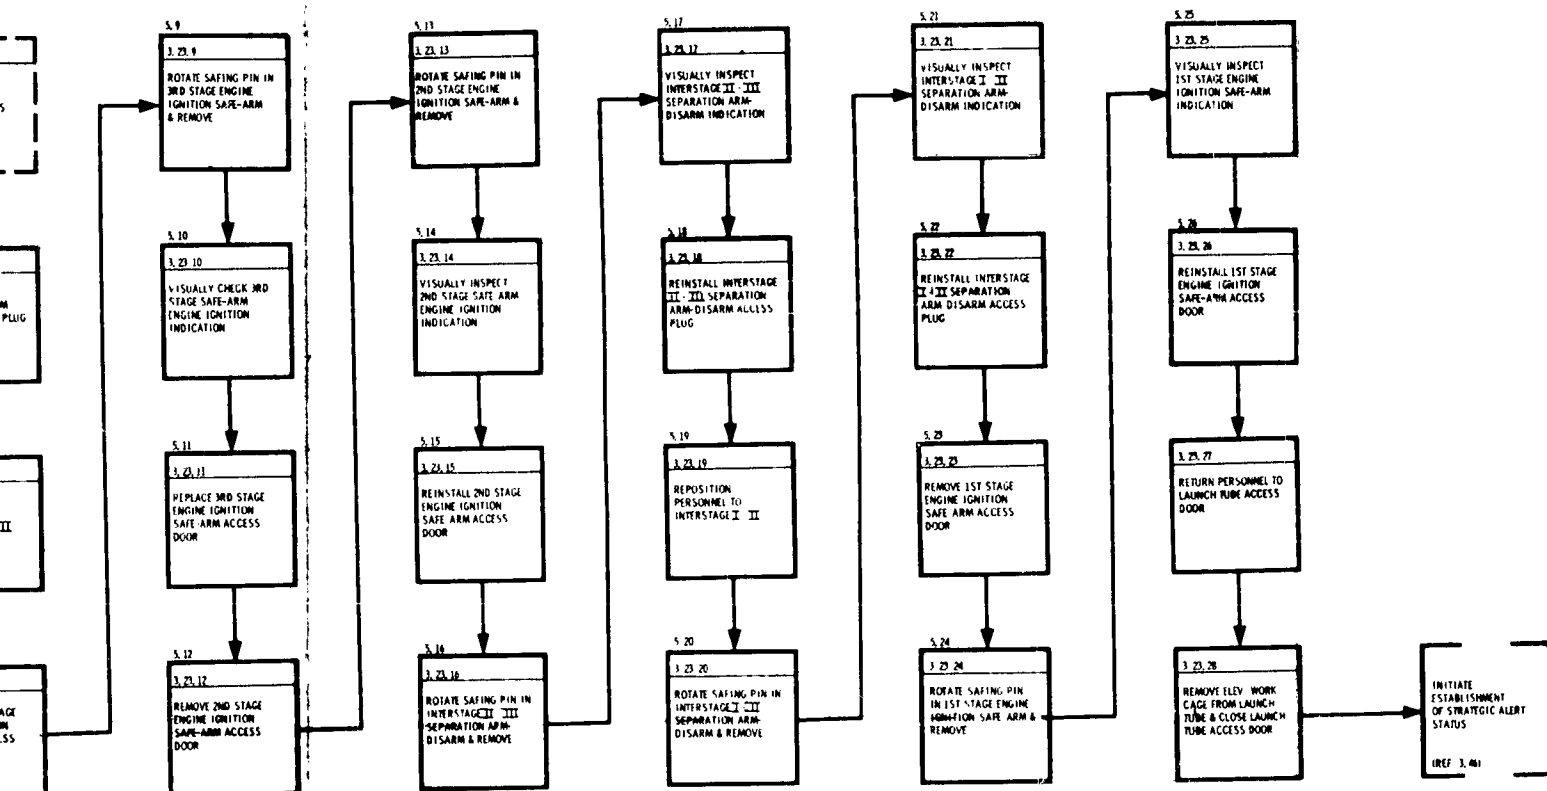 S
M
PLUG
II
AGE
N
ESS
5, 9
3, 23, 9
ROTATE SAFING PIN IN
3RD STAGE ENGINE
IGNITION SAFE-ARM
& REMOVE
5, 10
3, 23 10
VISUALLY CHECK 3RD
STAGE SAFE-ARM
ENGINE IGNITION
INDICATION
5, 11
3, 23, 11
REPLACE 3RD STAGE
ENGINE IGNITION
SAFE-ARM ACCESS
DOOR
5, 12
3, 23, 12
REMOVE 2ND STAGE
ENGINE IGNITION
SAFE-ARM ACCESS
DOOR
5, 13
3, 23, 13
ROTATE SAFING PIN IN
2ND STAGE ENGINE
IGNITION SAFE-ARM &
REMOVE
5, 14
3, 23, 14
VISUALLY INSPECT
2ND STAGE SAFE ARM
ENGINE IGNITION
INDICATION
5, 15
3, 23, 15
REINSTALL 2ND STAGE
ENGINE IGNITION
SAFE ARM ACCESS
DOOR
5, 16
3, 23, 16
ROTATE SAFING PIN IN
INTERSTAGE II III
SEPARATION ARM-
DISARM & REMOVE
5, 17
3, 23, 17
VISUALLY INSPECT
INTERSTAGE II - III
SEPARATION ARM-
DISARM INDICATION
5, 18
3, 23, 18
REINSTALL INTERSTAGE
II - III SEPARATION
ARM-DISARM ACCESS
PLUG
5, 19
3, 23, 19
REPOSITION
PERSONNEL TO
INTERSTAGE I II
5, 20
3 23 20
ROTATE SAFING PIN IN
INTERSTAGE I II
SEPARATION ARM-
DISARM & REMOVE
5, 21
3, 23, 21
VISUALLY INSPECT
INTERSTAGE I II
SEPARATION ARM-
DISARM INDICATION
5, 22
3, 23, 22
REINSTALL INTERSTAGE
I - II SEPARATION
ARM DISARM ACCESS
PLUG
5, 23
3, 23, 23
REMOVE 1ST STAGE
ENGINE IGNITION
SAFE ARM ACCESS
DOOR
5, 24
3 23 24
ROTATE SAFING PIN
IN 1ST STAGE ENGINE
IGNITION SAFE ARM &
REMOVE
5, 25
3 23, 25
VISUALLY INSPECT
1ST STAGE ENGINE
IGNITION SAFE-ARM
INDICATION
5, 26
3, 23, 26
REINSTALL 1ST STAGE
ENGINE IGNITION
SAFE-ARM ACCESS
DOOR
3, 23, 27
RETURN PERSONNEL TO
LAUNCH TUBE ACCESS
DOOR
3 23, 28
REMOVE ELEV WORK
CAGE FROM LAUNCH
TUBE & CLOSE LAUNCH
TUBE ACCESS DOOR
INITIATE
ESTABLISHMENT
OF STRATEGIC ALERT
STATUS
(REF 3, 46)